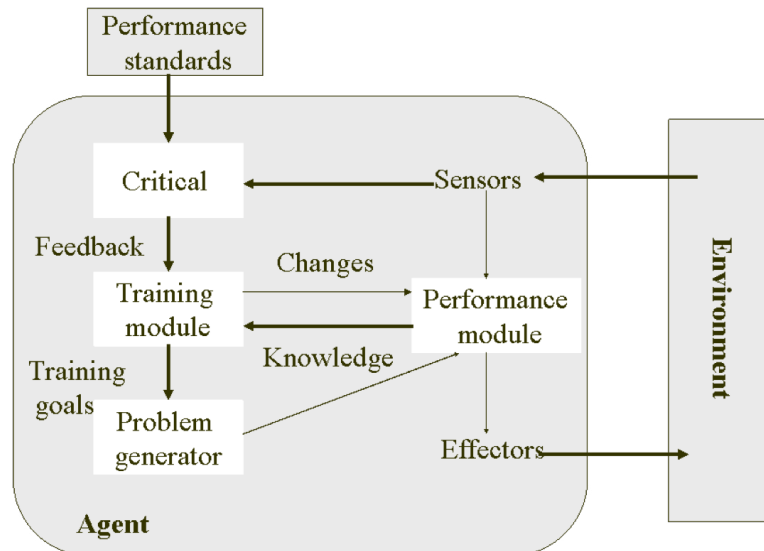 Performance
standards
Critical
Sensors
Feedback
Changes
Training
module
Performance
module
Knowledge
Training
goals
Problem
generator
Effectors
Agent
Environment